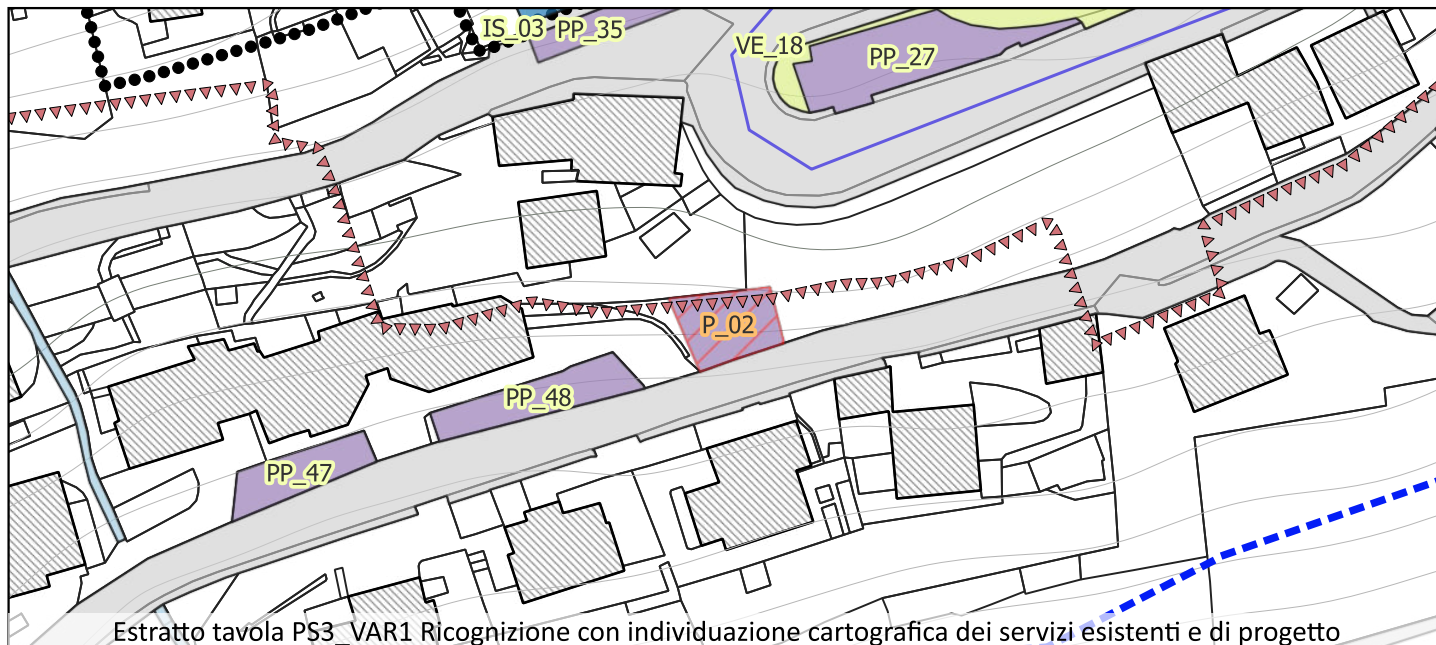 IS_03 PP_35
VE_18
PP_27
P_02
PP_48
PP_47
Estratto tavola PS3_VAR1 Ricognizione con individuazione cartografica dei servizi esistenti e di progetto